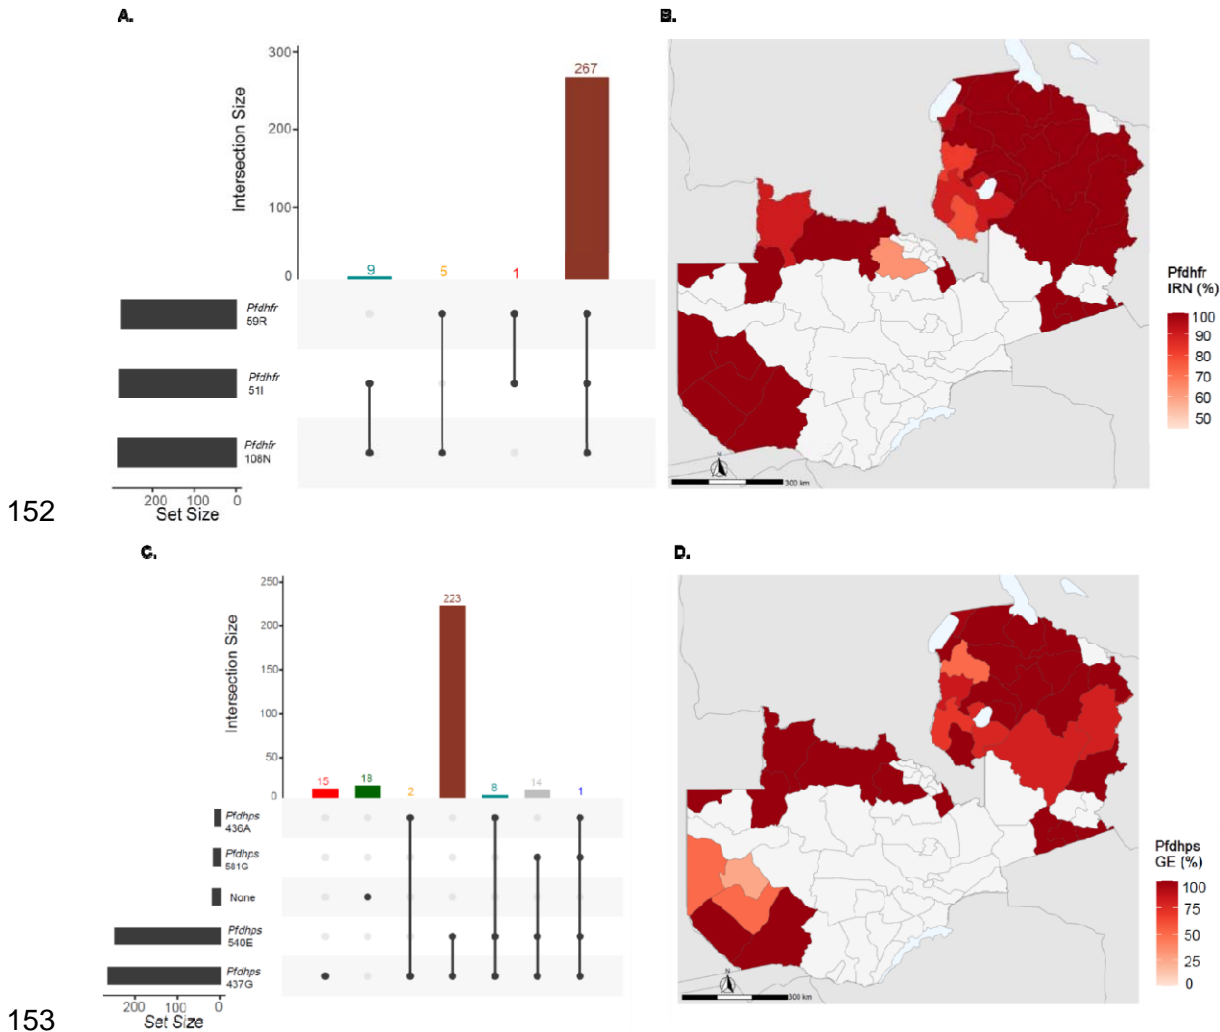 A.
300
200
100
0
Intersection Size
9
5
1
267
Pfdhfr
59R
Pfdhfr
51I
Pfdhfr
108N
200 100 0
Set Size
B.
Pfdhfr
IRN (%)
100
90
80
70
60
50
N
300 km
152
C.
250
200
150
100
50
0
Intersection Size
15
18
2
223
8
14
1
Pfdhps
436A
Pfdhps
581G
None
Pfdhps
540E
Pfdhps
437G
200 100 0
Set Size
D.
Pfdhps
GE (%)
100
75
50
25
0
N
300 km
153